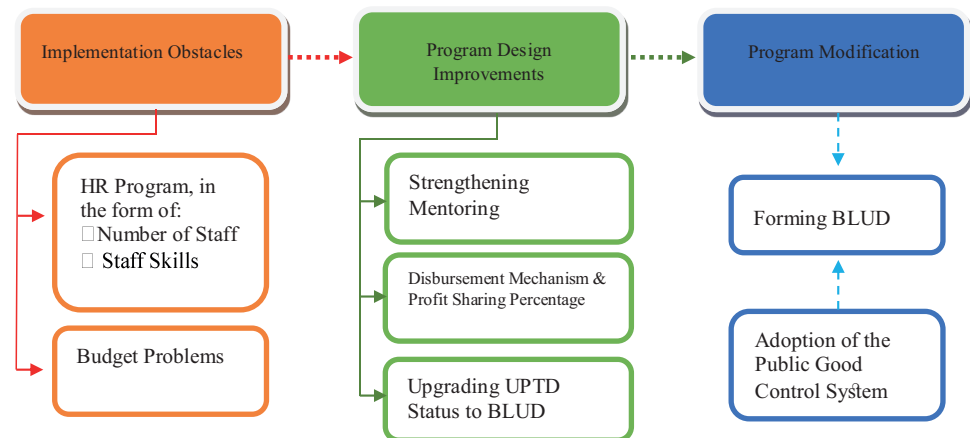 Implementation Obstacles
Program Design
Improvements
Program Modification
HR Program, in
the form of:
□Number of Staff
□ Staff Skills
Budget Problems
Strengthening
Mentoring
Disbursement Mechanism &
Profit Sharing Percentage
Upgrading UPTD
Status to BLUD
Forming BLUD
Adoption of the
Public Good
Control System